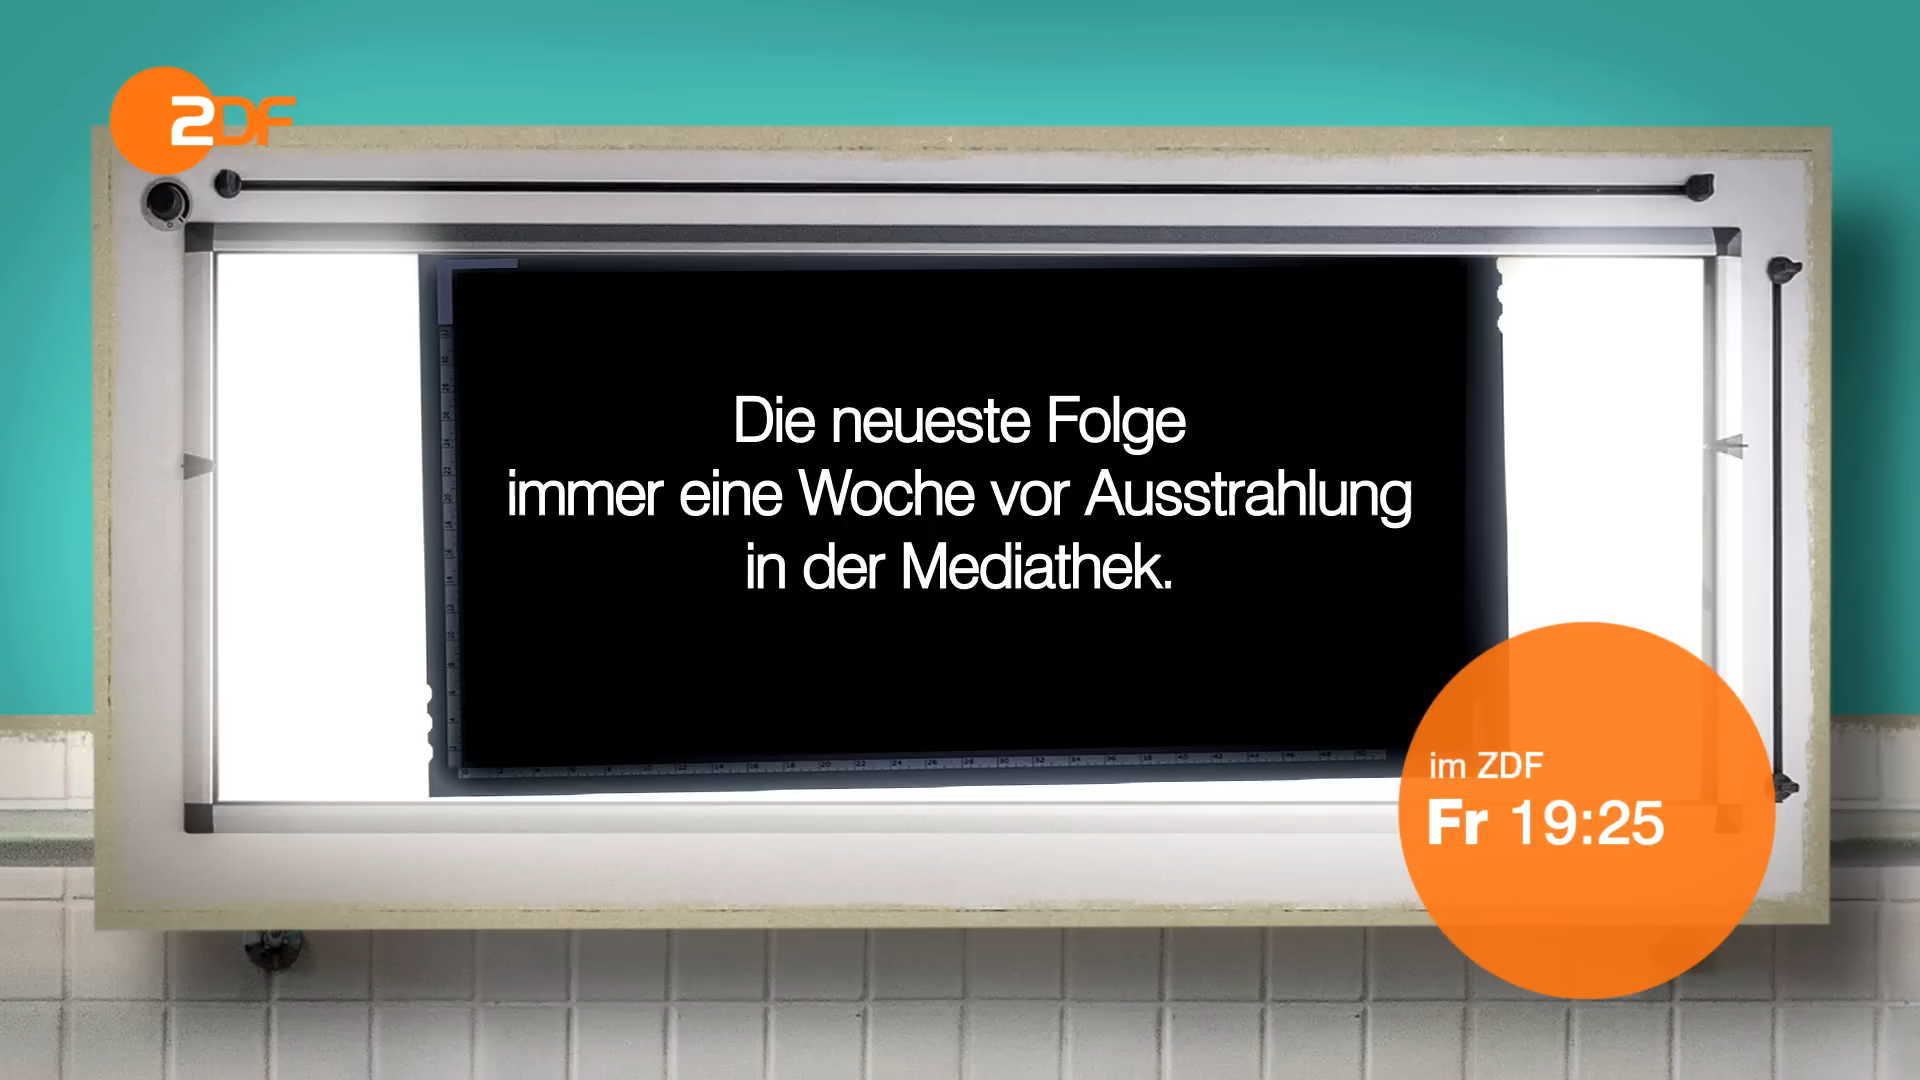 ZDF
Die neueste Folge
immer eine Woche vor Ausstrahlung
in der Mediathek.
im ZDF
Fr 19:25